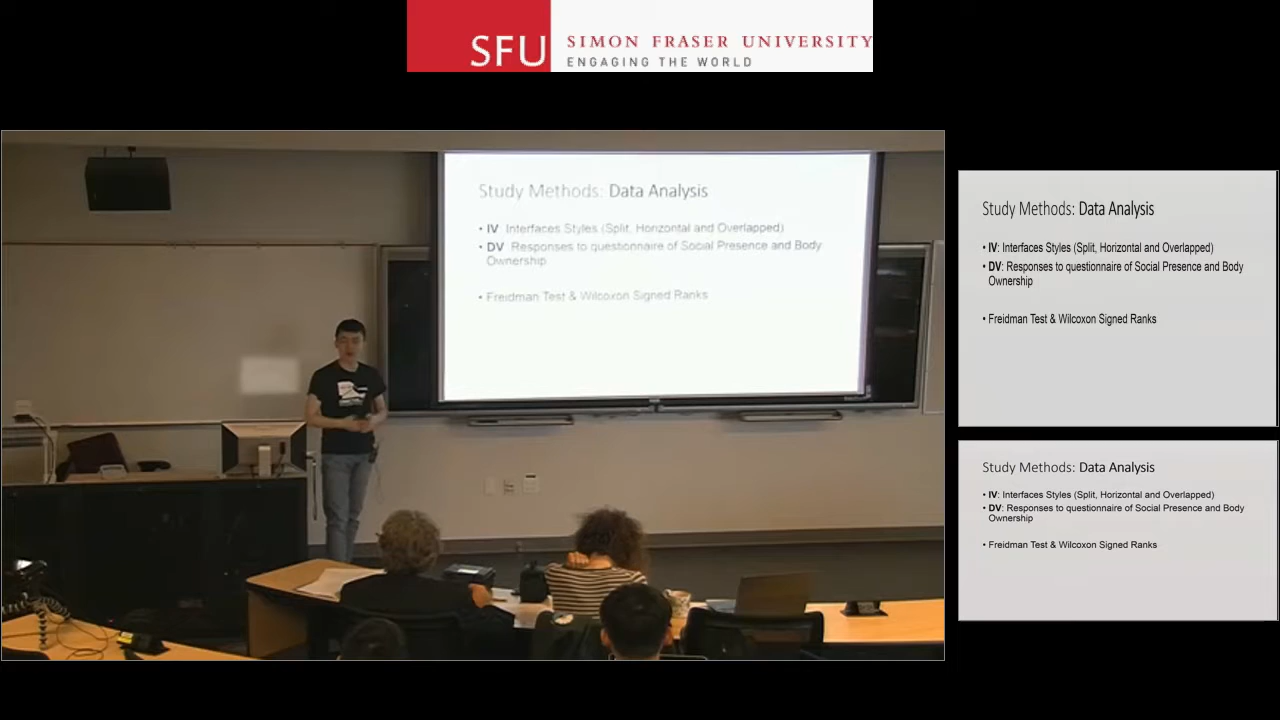 SFU SIMON FRASER UNIVERSITY
ENGAGING THE WORLD
Study Methods: Data Analysis
• IV Interfaces Styles (Split, Horizontal and Overlapped)
• DV Responses to questionnaire of Social Presence and Body
Ownership
• Freidman Test & Wilcoxon Signed Ranks
Study Methods: Data Analysis
• IV: Interfaces Styles (Split, Horizontal and Overlapped)
• DV: Responses to questionnaire of Social Presence and Body
Ownership
• Freidman Test & Wilcoxon Signed Ranks
Study Methods: Data Analysis
• IV: Interfaces Styles (Split, Horizontal and Overlapped)
• DV: Responses to questionnaire of Social Presence and Body
Ownership
• Freidman Test & Wilcoxon Signed Ranks